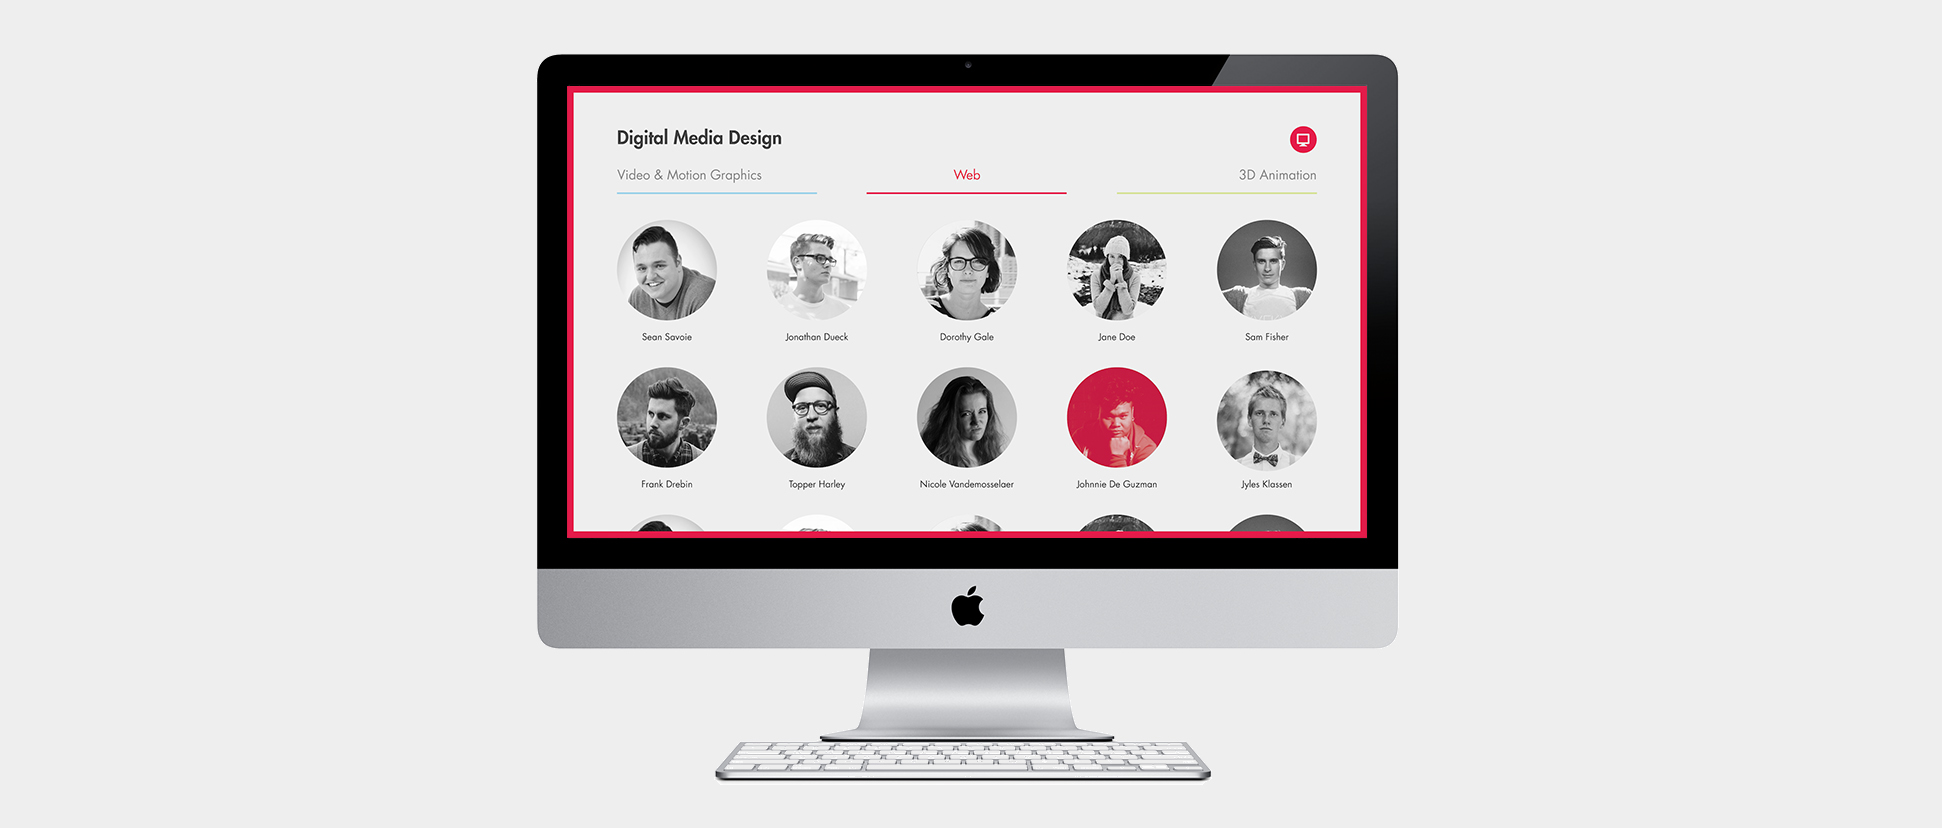 Digital Media Design
Video & Motion Graphics
Web
3D Animation
Sean Savoie
Jonathan Dueck
Dorothy Gale
Jane Doe
Sam Fisher
Frank Drebin
Topper Harley
Nicole Vandemosselaer
Johnnie De Guzman
Jyles Klassen